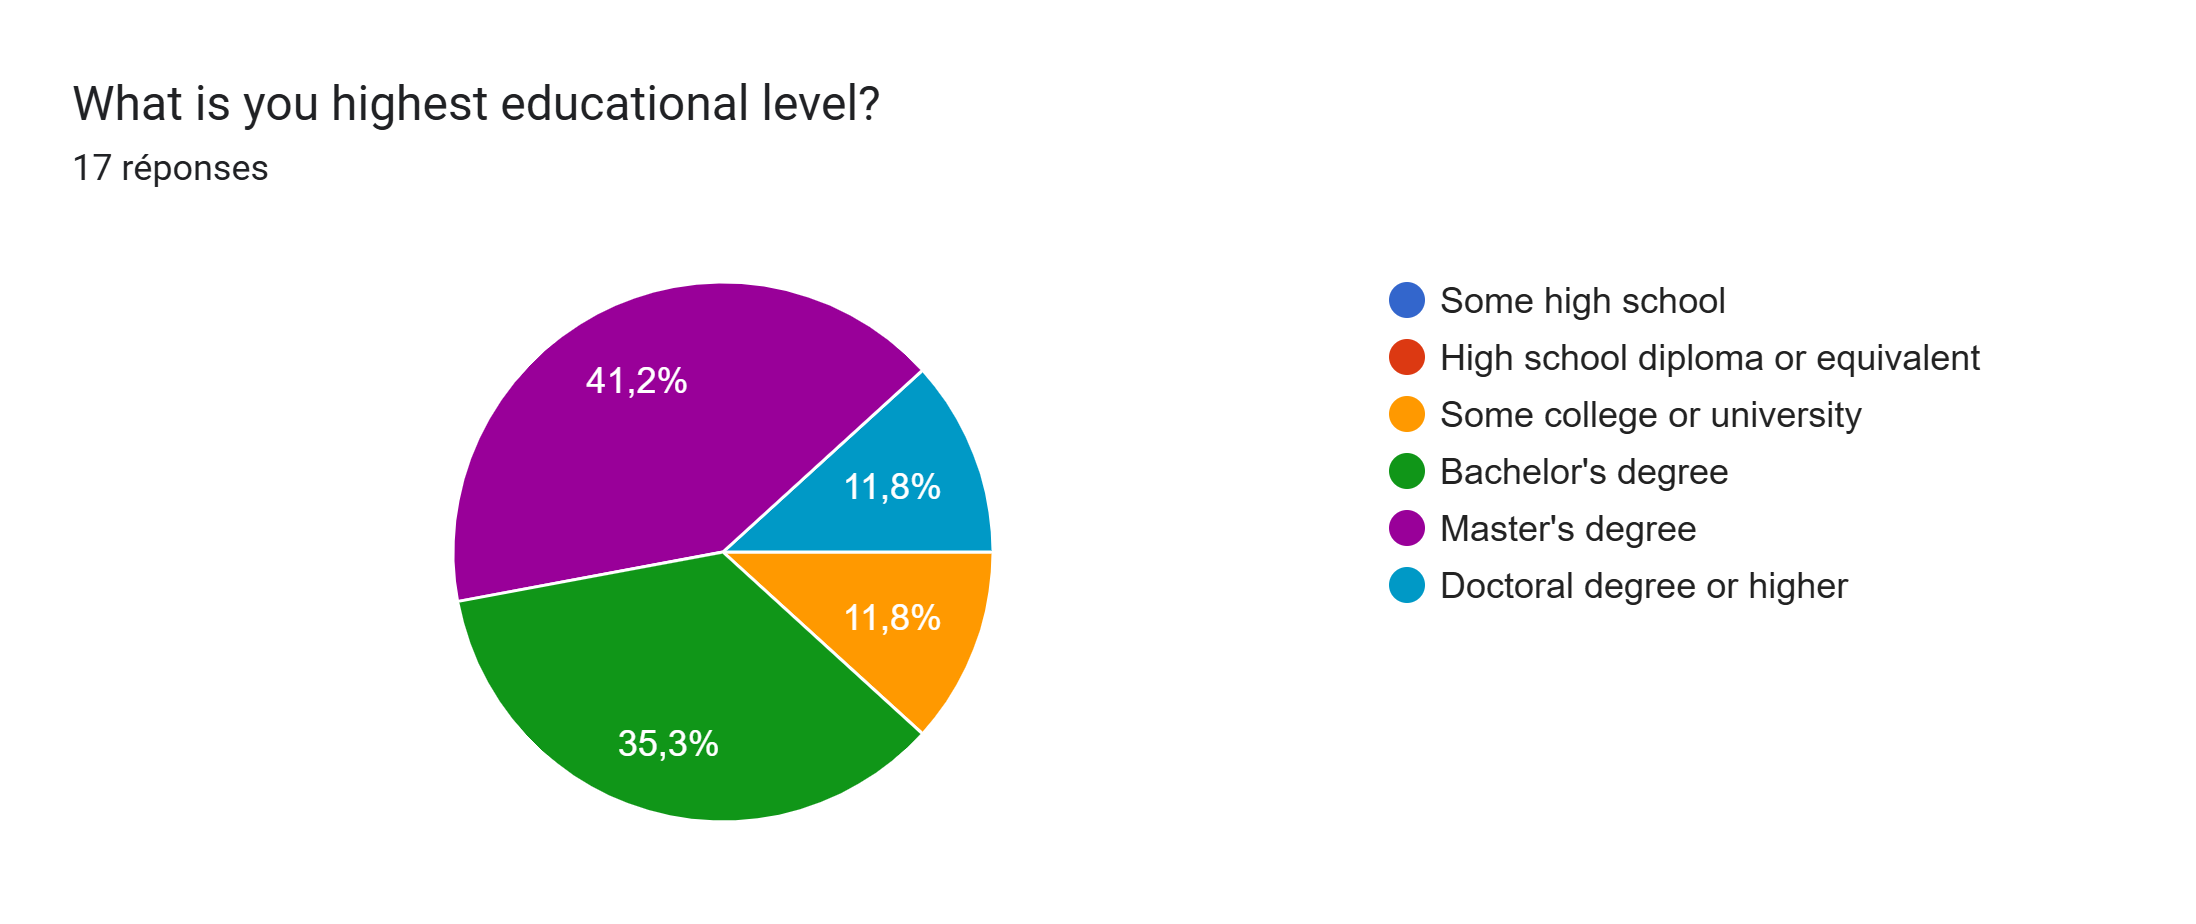 What is you highest educational level?
17 réponses
41,2%
11,8%
11,8%
35,3%
Some high school
High school diploma or equivalent
Some college or university
Bachelor's degree
Master's degree
Doctoral degree or higher